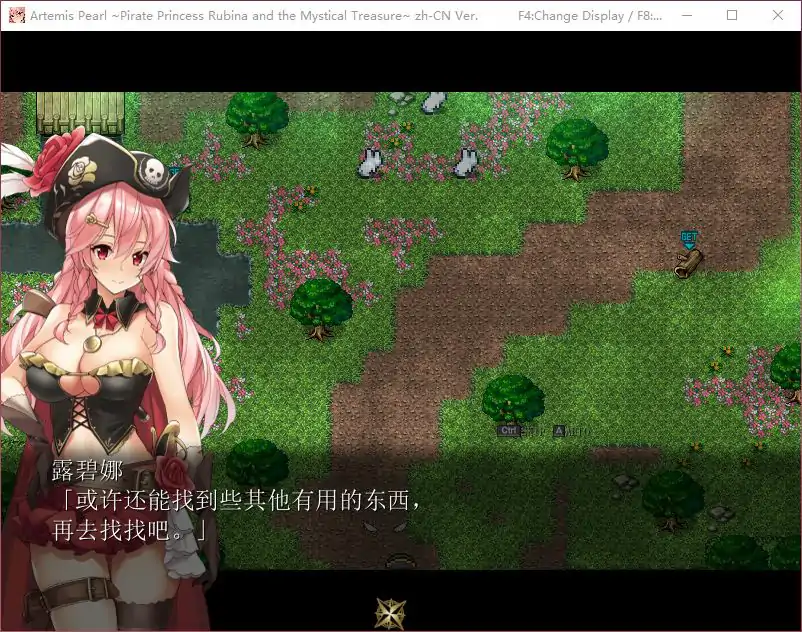 Artemis Pearl ~Pirate Princess Rubina and the Mystical Treasure~ zh-CN Ver. F4:Change Display / F8:...
GET
Ctrl
A
露碧娜
「或许还能找到些其他有用的东西，
再去找找吧。」